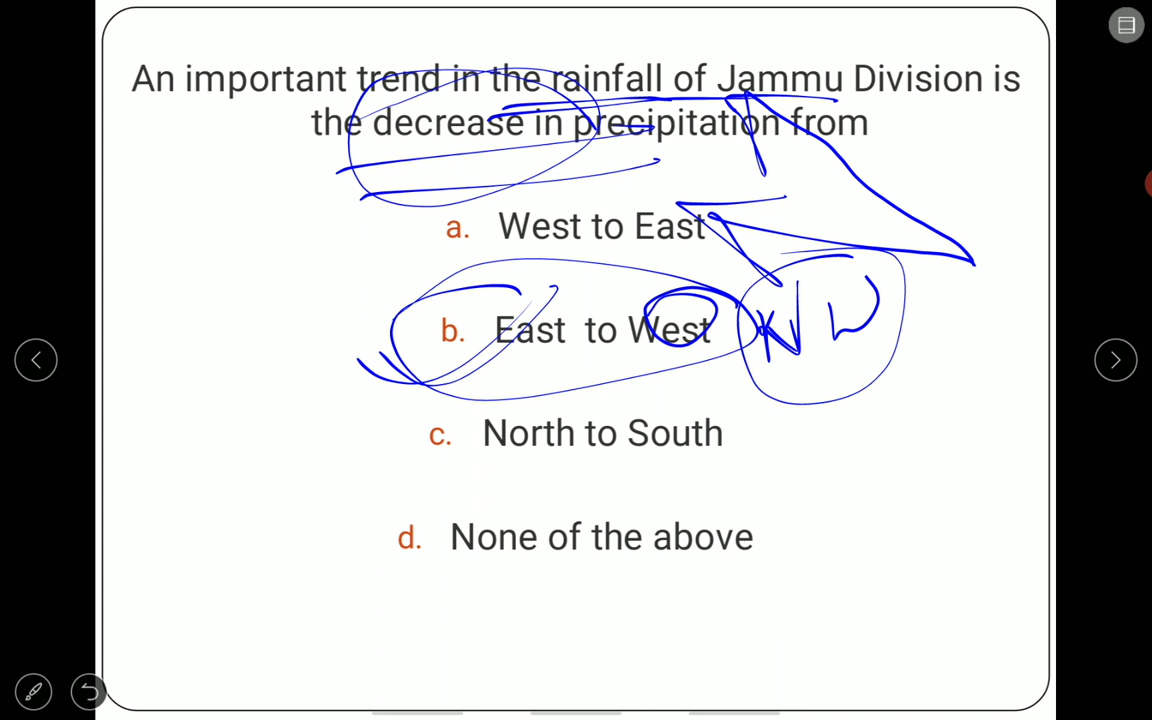 An important trend in the rainfall of Jammu Division is
the decrease in precipitation from
a. West to East
b. East to West NW
c. North to South
d. None of the above